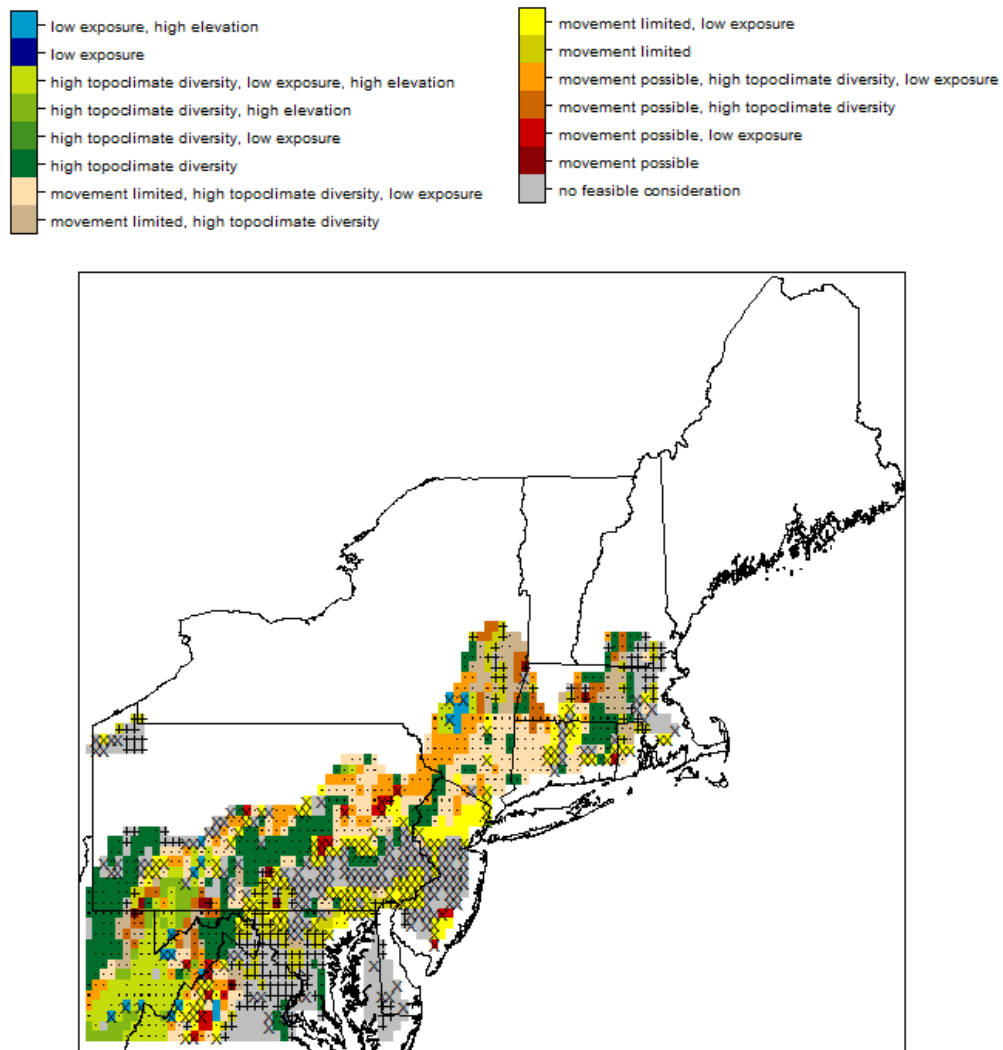 low exposure, high elevation
low exposure
high topoclimate diversity, low exposure, high elevation
high topoclimate diversity, high elevation
high topoclimate diversity, low exposure
high topoclimate diversity
movement limited, high topoclimate diversity, low exposure
movement limited, high topoclimate diversity
movement limited, low exposure
movement limited
movement possible, high topoclimate diversity, low exposure
movement possible, high topoclimate diversity
movement possible, low exposure
movement possible
no feasible consideration